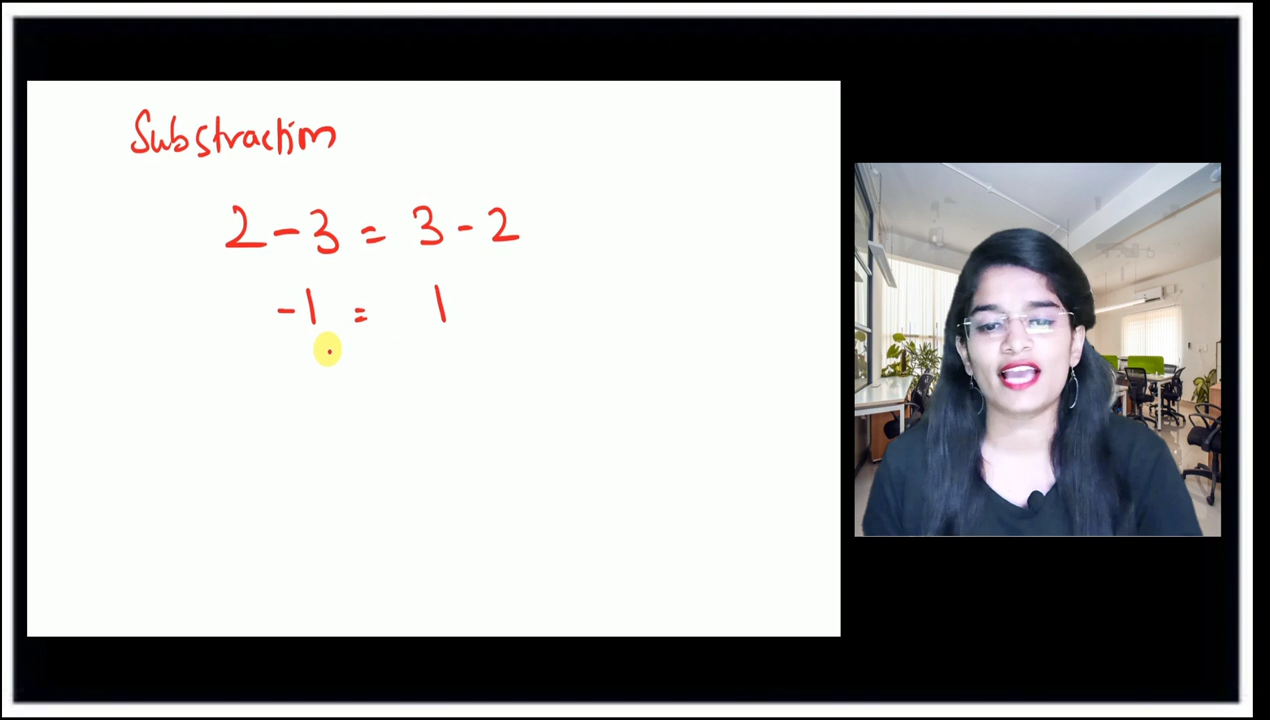 Substraction
2 - 3 = 3 - 2
-1 = 1